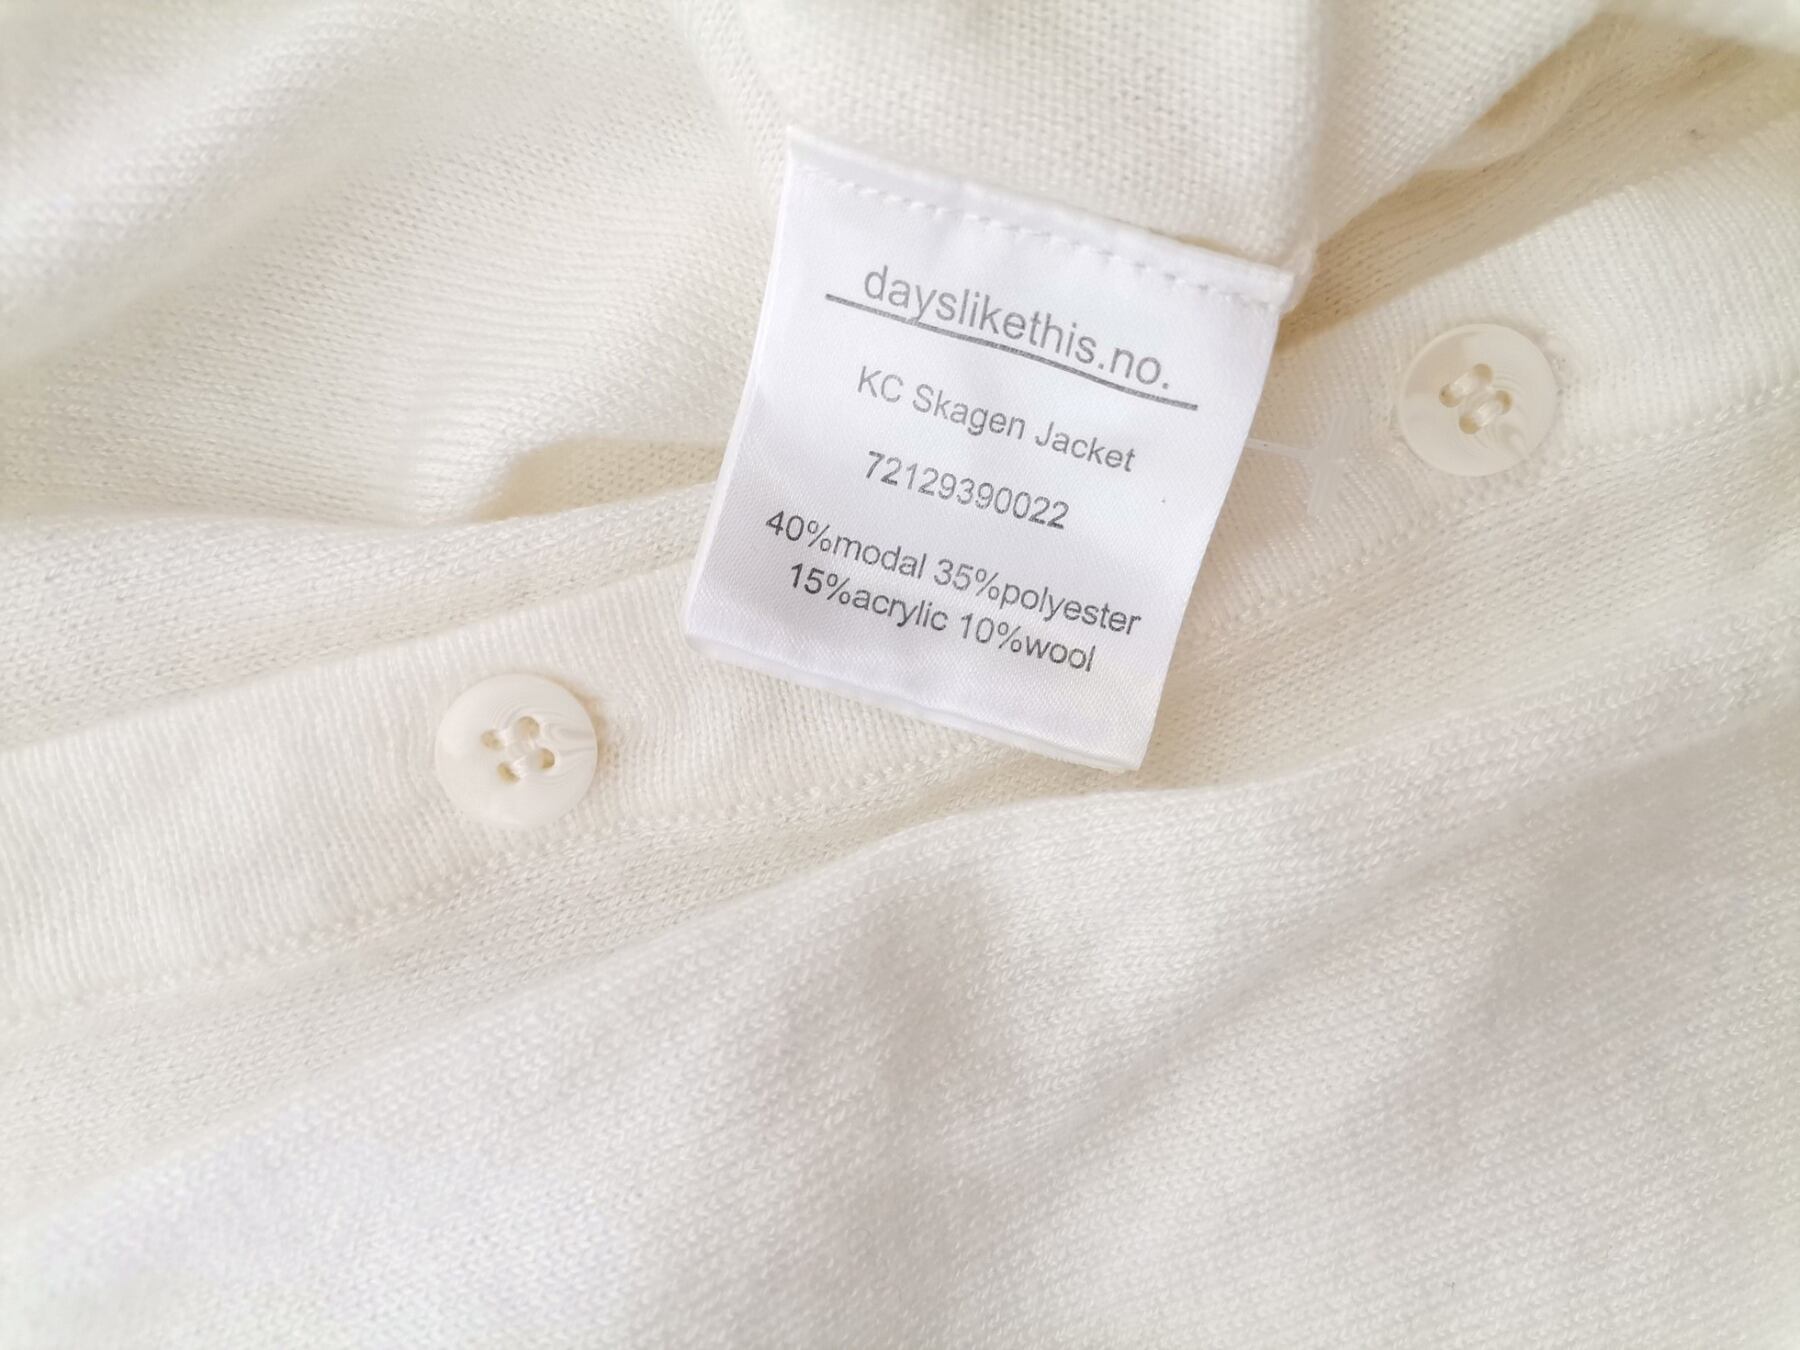 dayslikethis.no.
KC Skagen Jacket
72129390022
40%modal 35%polyester
15%acrylic 10%wool